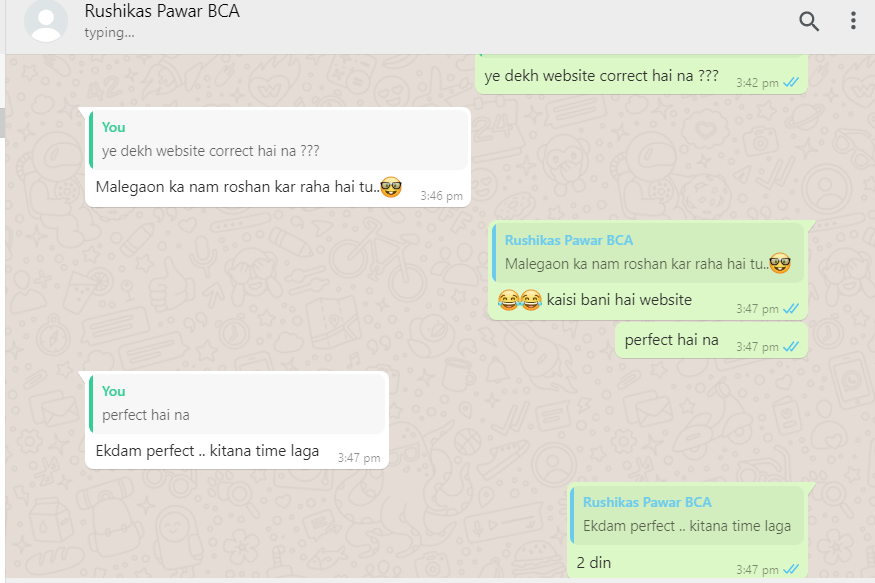 Rushikas Pawar BCA
typing...
ye dekh website correct hai na ???
3:42 pm
You
ye dekh website correct hai na ???
Malegaon ka nam roshan kar raha hai tu..🤓
3:46 pm
Rushikas Pawar BCA
Malegaon ka nam roshan kar raha hai tu..🤓
😂😂 kaisi bani hai website
3:47 pm
perfect hai na
3:47 pm
You
perfect hai na
Ekdam perfect .. kitana time laga
3:47 pm
Rushikas Pawar BCA
Ekdam perfect .. kitana time laga
2 din
3:47 pm